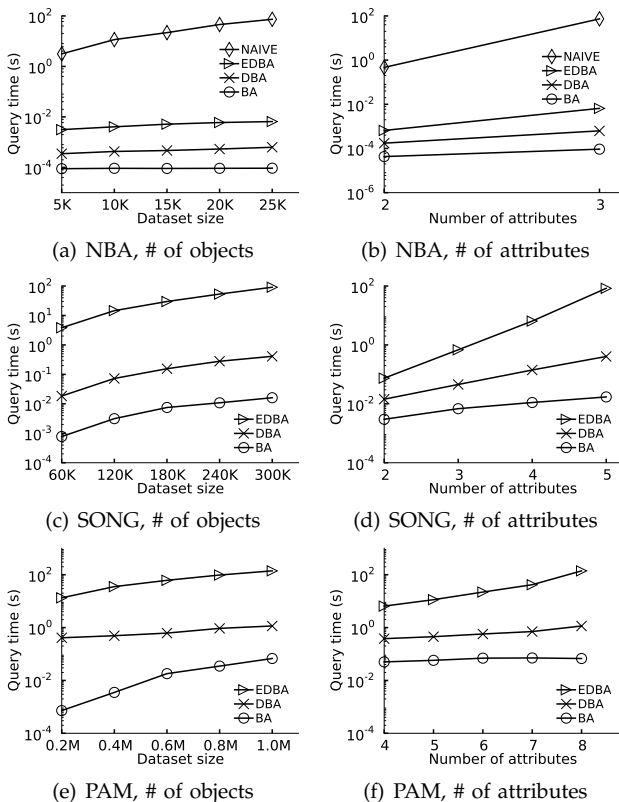 10^2
10^0
10^-2
10^-4
Query time (s)
NAIVE
EDBA
DBA
BA
5K 10K 15K 20K 25K
Dataset size
(a) NBA, # of objects
10^2
10^0
10^-2
10^-4
10^-6
Query time (s)
NAIVE
EDBA
DBA
BA
2 3
Number of attributes
(b) NBA, # of attributes
10^2
10^1
10^0
10^-1
10^-2
10^-3
10^-4
Query time (s)
EDBA
DBA
BA
60K 120K 180K 240K 300K
Dataset size
(c) SONG, # of objects
10^2
10^0
10^-2
10^-4
Query time (s)
EDBA
DBA
BA
2 3 4 5
Number of attributes
(d) SONG, # of attributes
10^2
10^0
10^-2
10^-4
Query time (s)
EDBA
DBA
BA
0.2M 0.4M 0.6M 0.8M 1.0M
Dataset size
(e) PAM, # of objects
10^2
10^0
10^-2
10^-4
Query time (s)
EDBA
DBA
BA
4 5 6 7 8
Number of attributes
(f) PAM, # of attributes